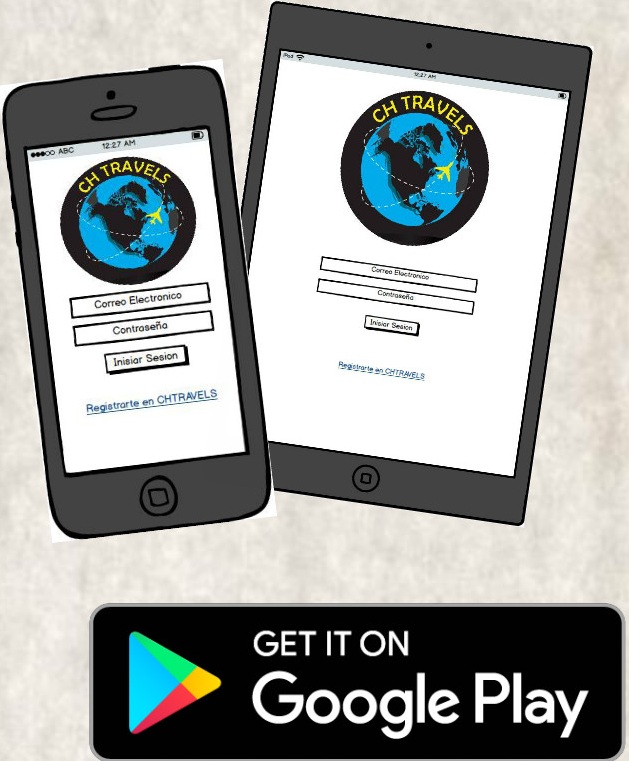 ●●●○○ ABC 12:27 AM
CH TRAVELS
Correo Electronico
Contraseña
Inisiar Sesion
Registrarte en CHTRAVELS
iPad 12:27 AM
CH TRAVELS
Correo Electronico
Contraseña
Inisiar Sesion
Registrarte en CHTRAVELS
GET IT ON
Google Play